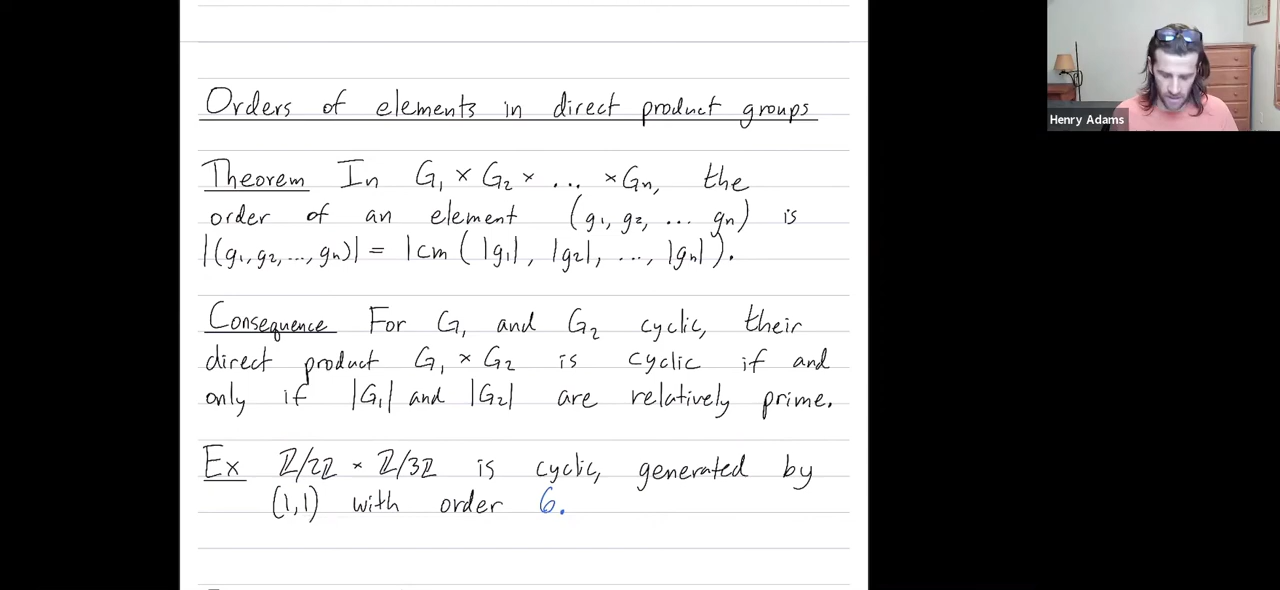 Orders of elements in direct product groups
Theorem In G₁ × G₂ × ... × Gn, the
order of an element (g₁, g₂, ... gn) is
|(g₁, g₂, ..., gn)| = lcm ( |g₁|, |g₂|, ..., |gn| ).
Consequence For G₁ and G₂ cyclic, their
direct product G₁ × G₂ is cyclic if and
only if |G₁| and |G₂| are relatively prime.
Ex ℤ/2ℤ × ℤ/3ℤ is cyclic, generated by
(1,1) with order 6.
Henry Adams